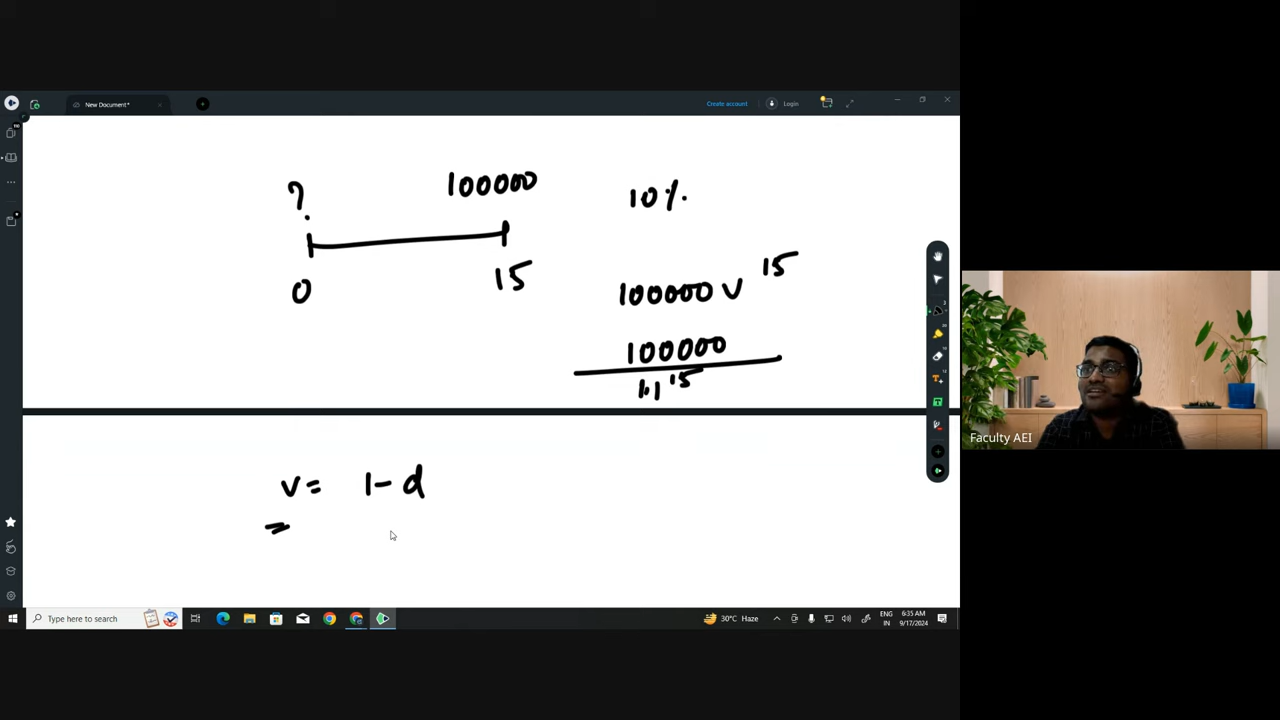 New Document*
Create account
Login
?
100000
10%.
0
15
100000 v 15
100000
1.1 15
v = 1 - d
=
Faculty AEI
Type here to search
30°C Haze
ENG
IN
6:35 AM
9/17/2024